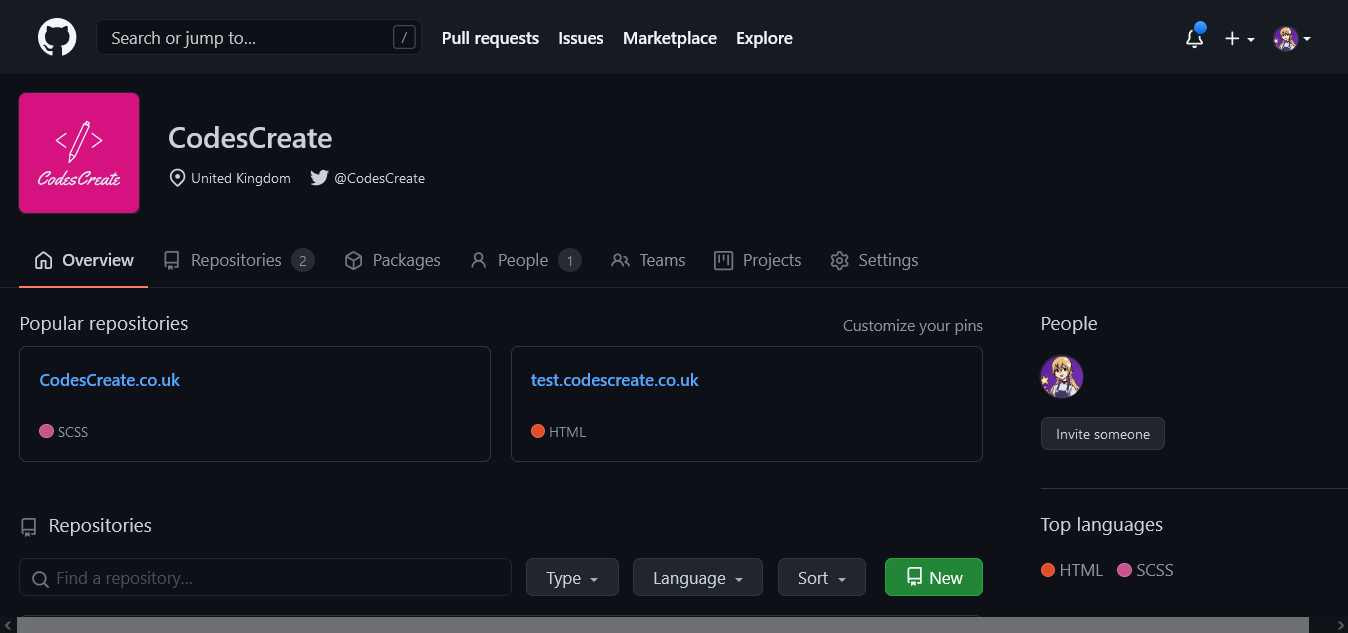 Search or jump to... /
Pull requests Issues Marketplace Explore
CodesCreate
CodesCreate
United Kingdom @CodesCreate
Overview Repositories 2 Packages People 1 Teams Projects Settings
Popular repositories
Customize your pins
CodesCreate.co.uk
SCSS
test.codescreate.co.uk
HTML
People
Invite someone
Repositories
Find a repository... Type Language Sort New
Top languages
HTML SCSS